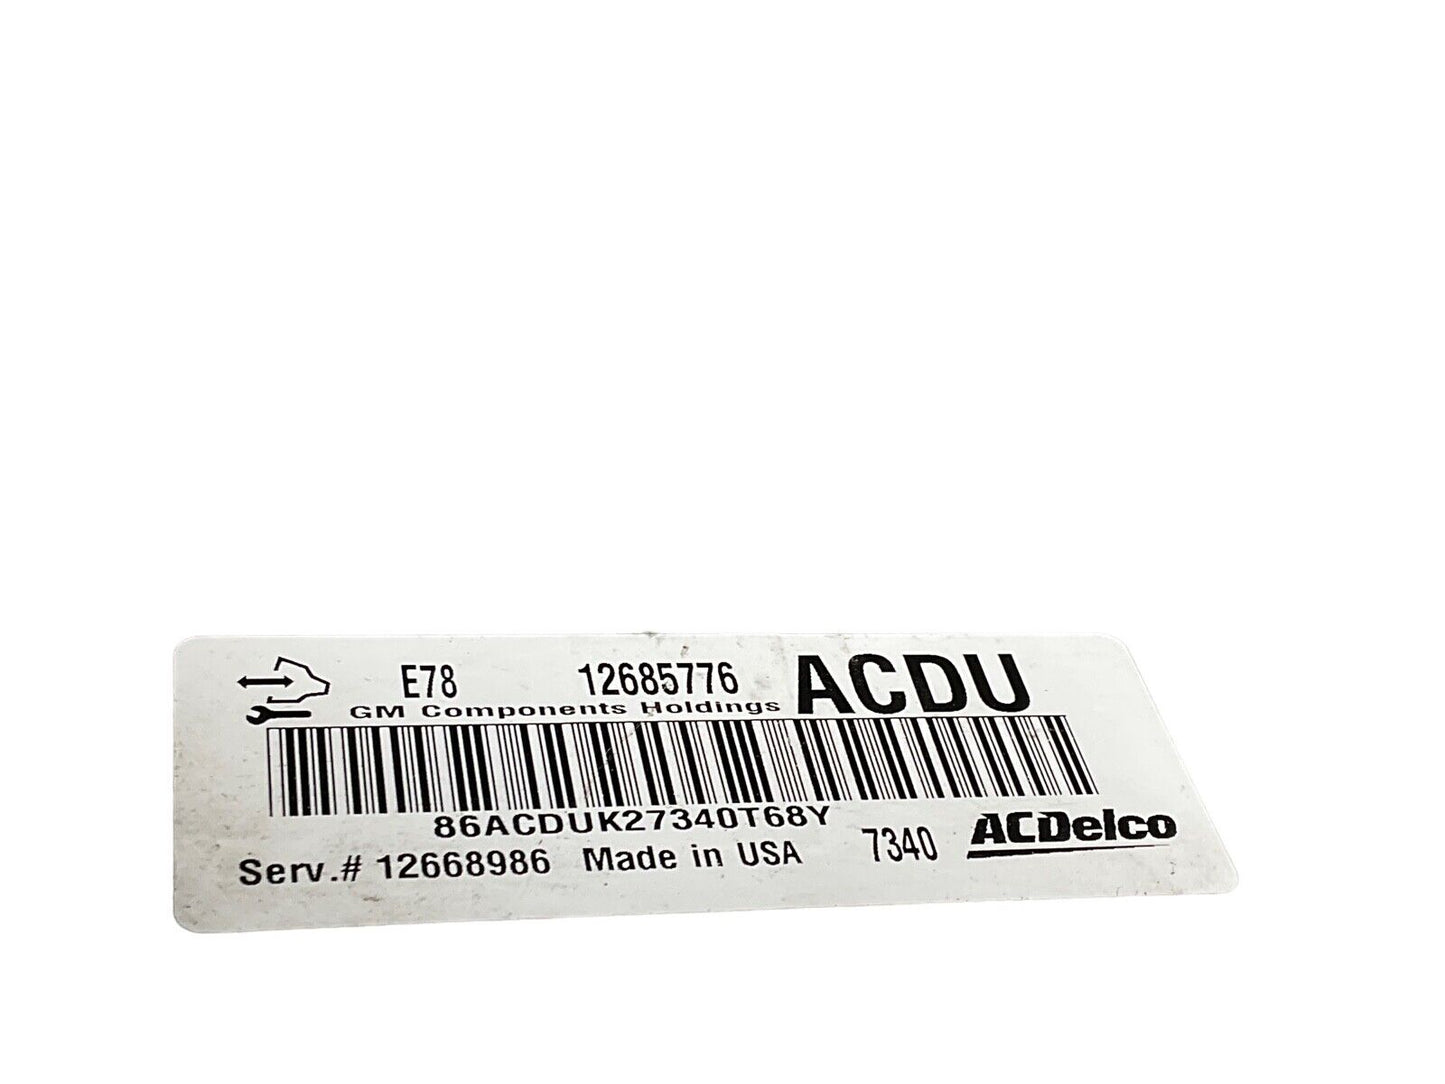 E78 12685776 ACDU
GM Components Holdings
86ACDUK27340T68Y
Serv.# 12668986 Made in USA 7340 ACDelco